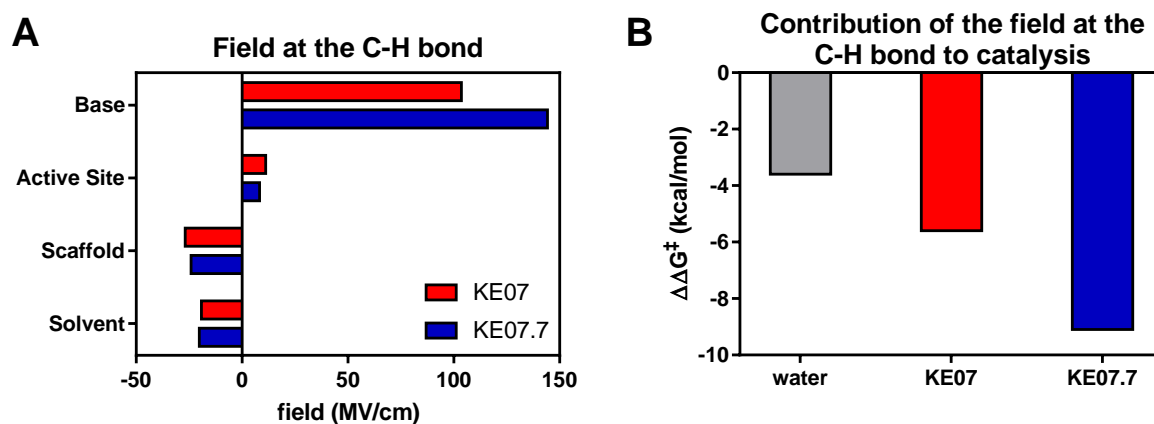 A
Field at the C-H bond
Base
Active Site
Scaffold
Solvent
KE07
KE07.7
-50
0
50
100
150
field (MV/cm)
B
Contribution of the field at the
C-H bond to catalysis
0
-2
-4
-6
-8
-10
ΔΔG‡ (kcal/mol)
water
KE07
KE07.7